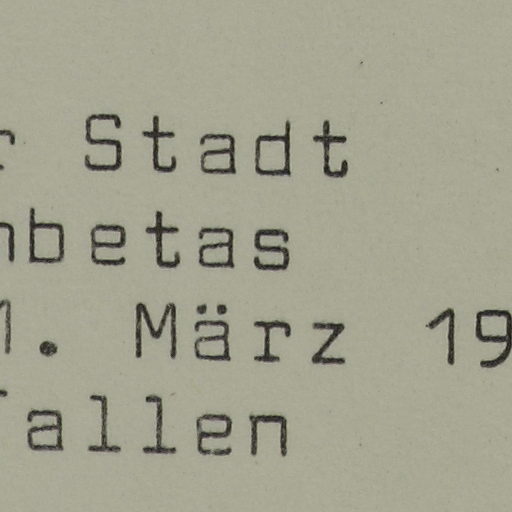 r Stadt
nbetas
1. März 19
allen